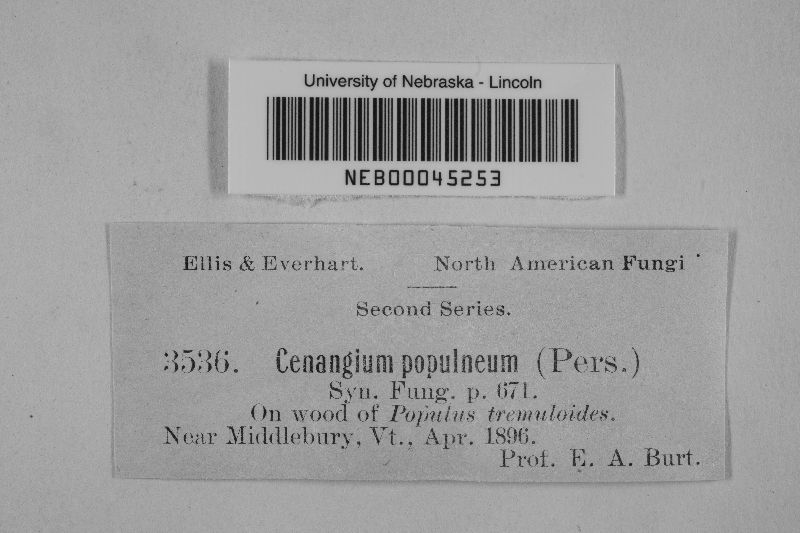 University of Nebraska - Lincoln
NEB00045253
Ellis & Everhart. North American Fungi
Second Series.
3536. Cenangium populneum (Pers.)
Syn. Fung. p. 671.
On wood of Populus tremuloides.
Near Middlebury, Vt., Apr. 1896.
Prof. E. A. Burt.